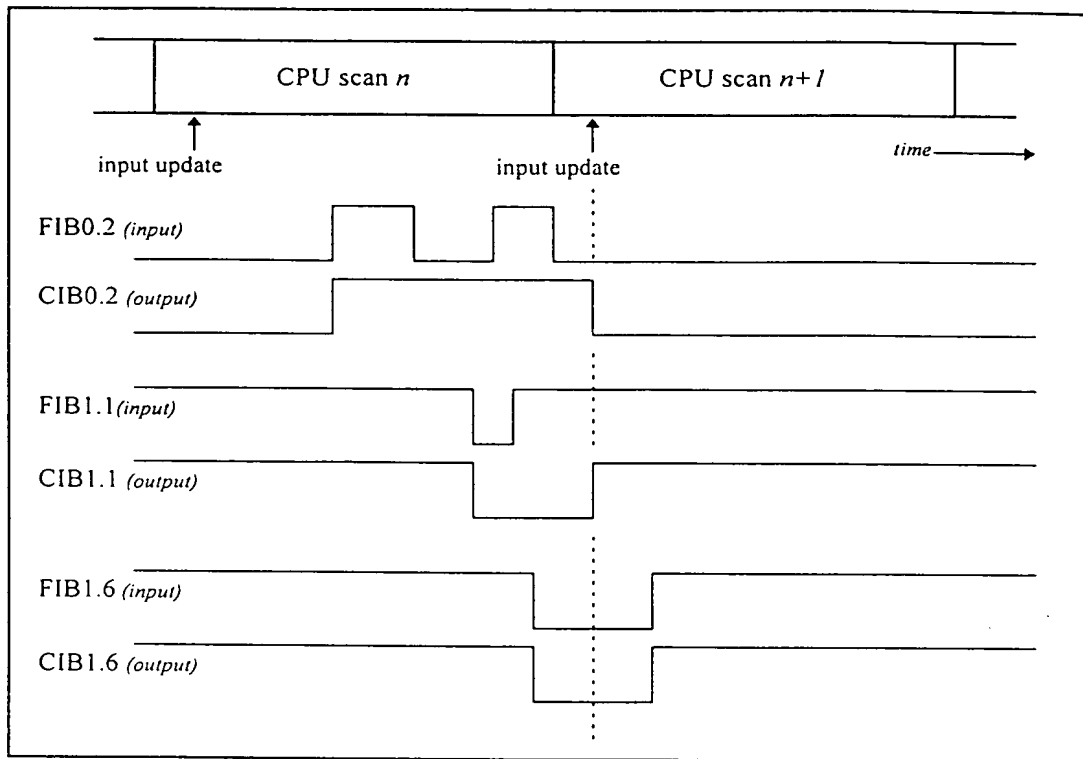 CPU scan n
CPU scan n+1
input update
input update
time
FIB0.2 (input)
CIB0.2 (output)
FIB1.1(input)
CIB1.1 (output)
FIB1.6 (input)
CIB1.6 (output)